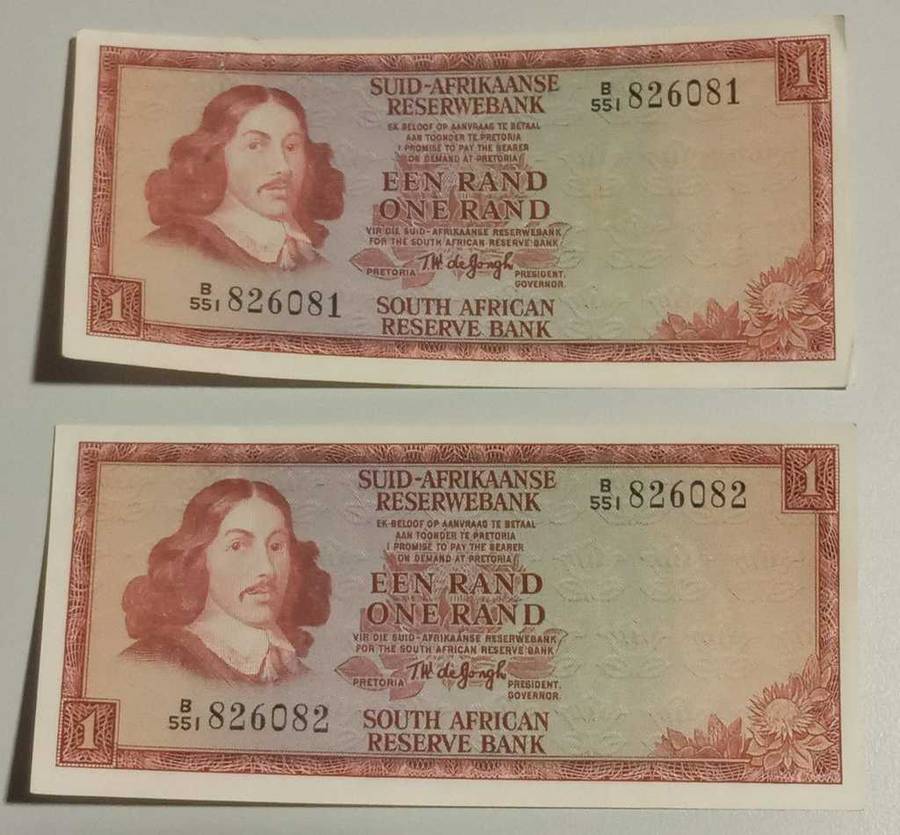 1
SUID-AFRIKAANSE
RESERWEBANK
B/551 826081
EK BELOOF OP AANVRAAG TE BETAAL
AAN TOONDER TE PRETORIA
I PROMISE TO PAY THE BEARER
ON DEMAND AT PRETORIA
EEN RAND
ONE RAND
VIR DIE SUID-AFRIKAANSE RESERWEBANK
FOR THE SOUTH AFRICAN RESERVE BANK
T.W. de Jongh
PRETORIA PRESIDENT.
GOVERNOR.
1
B/551 826081
SOUTH AFRICAN
RESERVE BANK
1
SUID-AFRIKAANSE
RESERWEBANK
B/551 826082
EK BELOOF OP AANVRAAG TE BETAAL
AAN TOONDER TE PRETORIA
I PROMISE TO PAY THE BEARER
ON DEMAND AT PRETORIA
EEN RAND
ONE RAND
VIR DIE SUID-AFRIKAANSE RESERWEBANK
FOR THE SOUTH AFRICAN RESERVE BANK
T.W. de Jongh
PRETORIA PRESIDENT.
GOVERNOR.
1
B/551 826082
SOUTH AFRICAN
RESERVE BANK